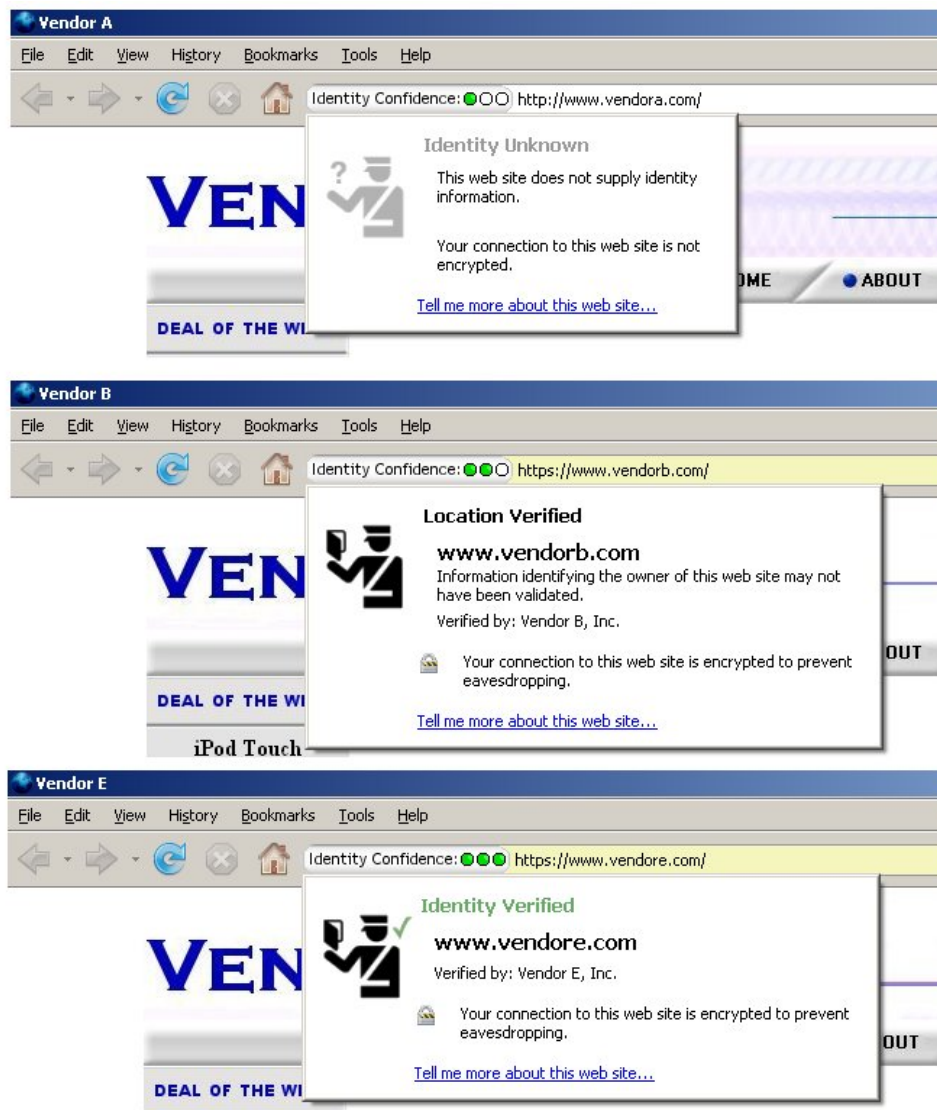 Vendor A
File Edit View History Bookmarks Tools Help
Identity Confidence: http://www.vendora.com/
Identity Unknown
?
This web site does not supply identity
information.
VEN
Your connection to this web site is not
encrypted.
OME ABOUT
Tell me more about this web site...
DEAL OF THE WE
Vendor B
File Edit View History Bookmarks Tools Help
Identity Confidence: https://www.vendorb.com/
Location Verified
www.vendorb.com
Information identifying the owner of this web site may not
have been validated.
VEN
Verified by: Vendor B, Inc.
Your connection to this web site is encrypted to prevent
eavesdropping.
OUT
DEAL OF THE WE
Tell me more about this web site...
iPod Touch
Vendor E
File Edit View History Bookmarks Tools Help
Identity Confidence: https://www.vendore.com/
Identity Verified
www.vendore.com
VEN
Verified by: Vendor E, Inc.
Your connection to this web site is encrypted to prevent
eavesdropping.
OUT
Tell me more about this web site...
DEAL OF THE WE